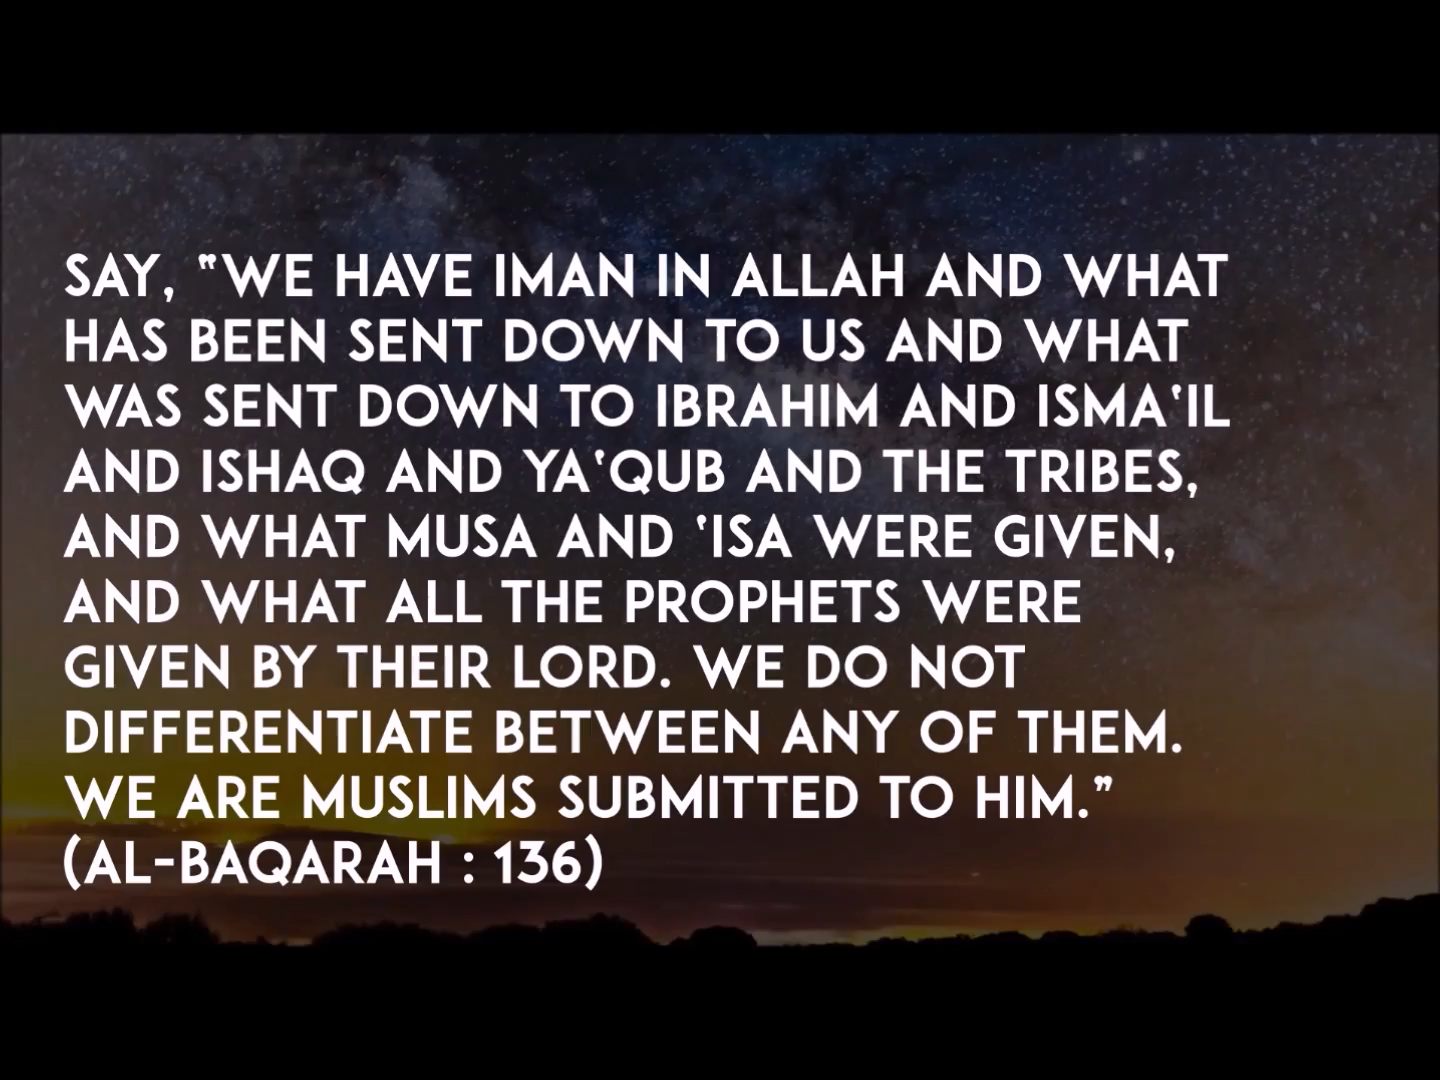 SAY, “WE HAVE IMAN IN ALLAH AND WHAT
HAS BEEN SENT DOWN TO US AND WHAT
WAS SENT DOWN TO IBRAHIM AND ISMA‘IL
AND ISHAQ AND YA‘QUB AND THE TRIBES,
AND WHAT MUSA AND ‘ISA WERE GIVEN,
AND WHAT ALL THE PROPHETS WERE
GIVEN BY THEIR LORD. WE DO NOT
DIFFERENTIATE BETWEEN ANY OF THEM.
WE ARE MUSLIMS SUBMITTED TO HIM.”
(AL-BAQARAH : 136)